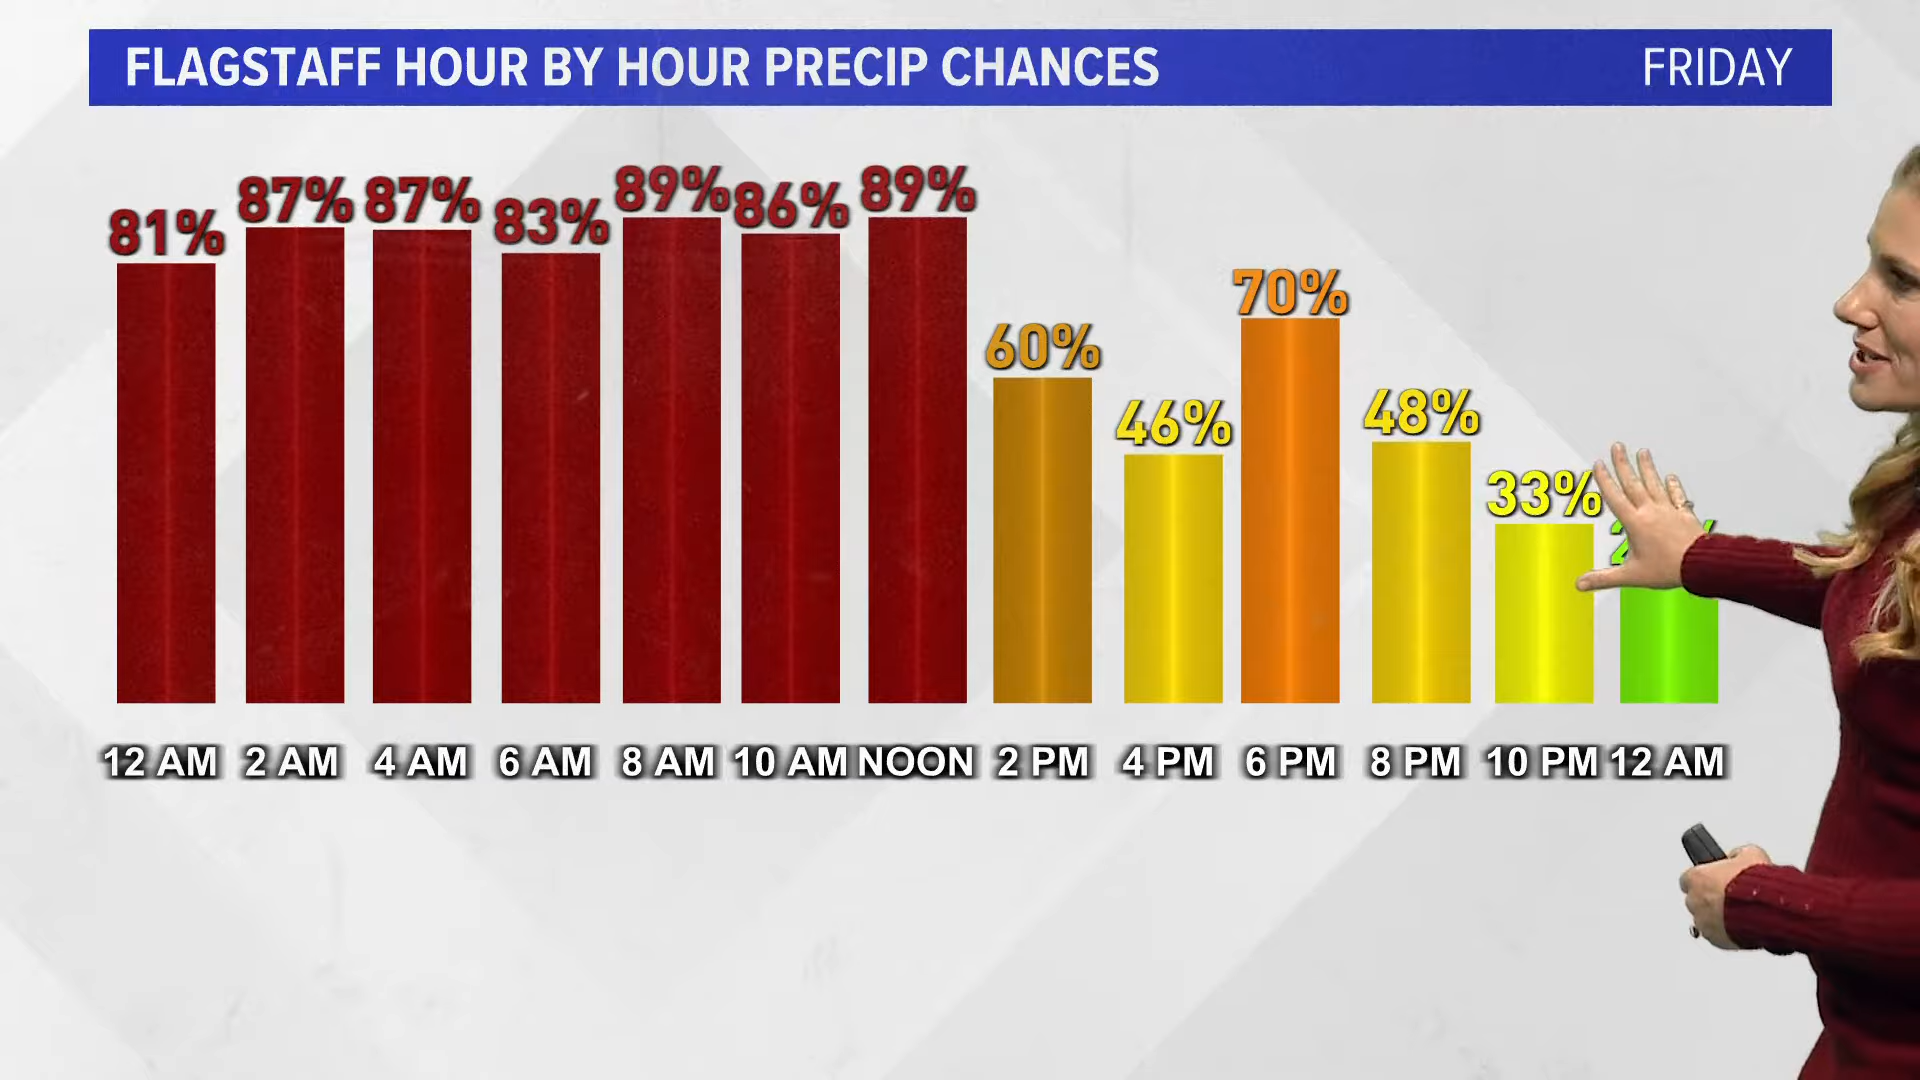 FLAGSTAFF HOUR BY HOUR PRECIP CHANCES FRIDAY
81% 87% 87% 83% 89% 86% 89% 60% 46% 70% 48% 33%
12 AM 2 AM 4 AM 6 AM 8 AM 10 AM NOON 2 PM 4 PM 6 PM 8 PM 10 PM 12 AM